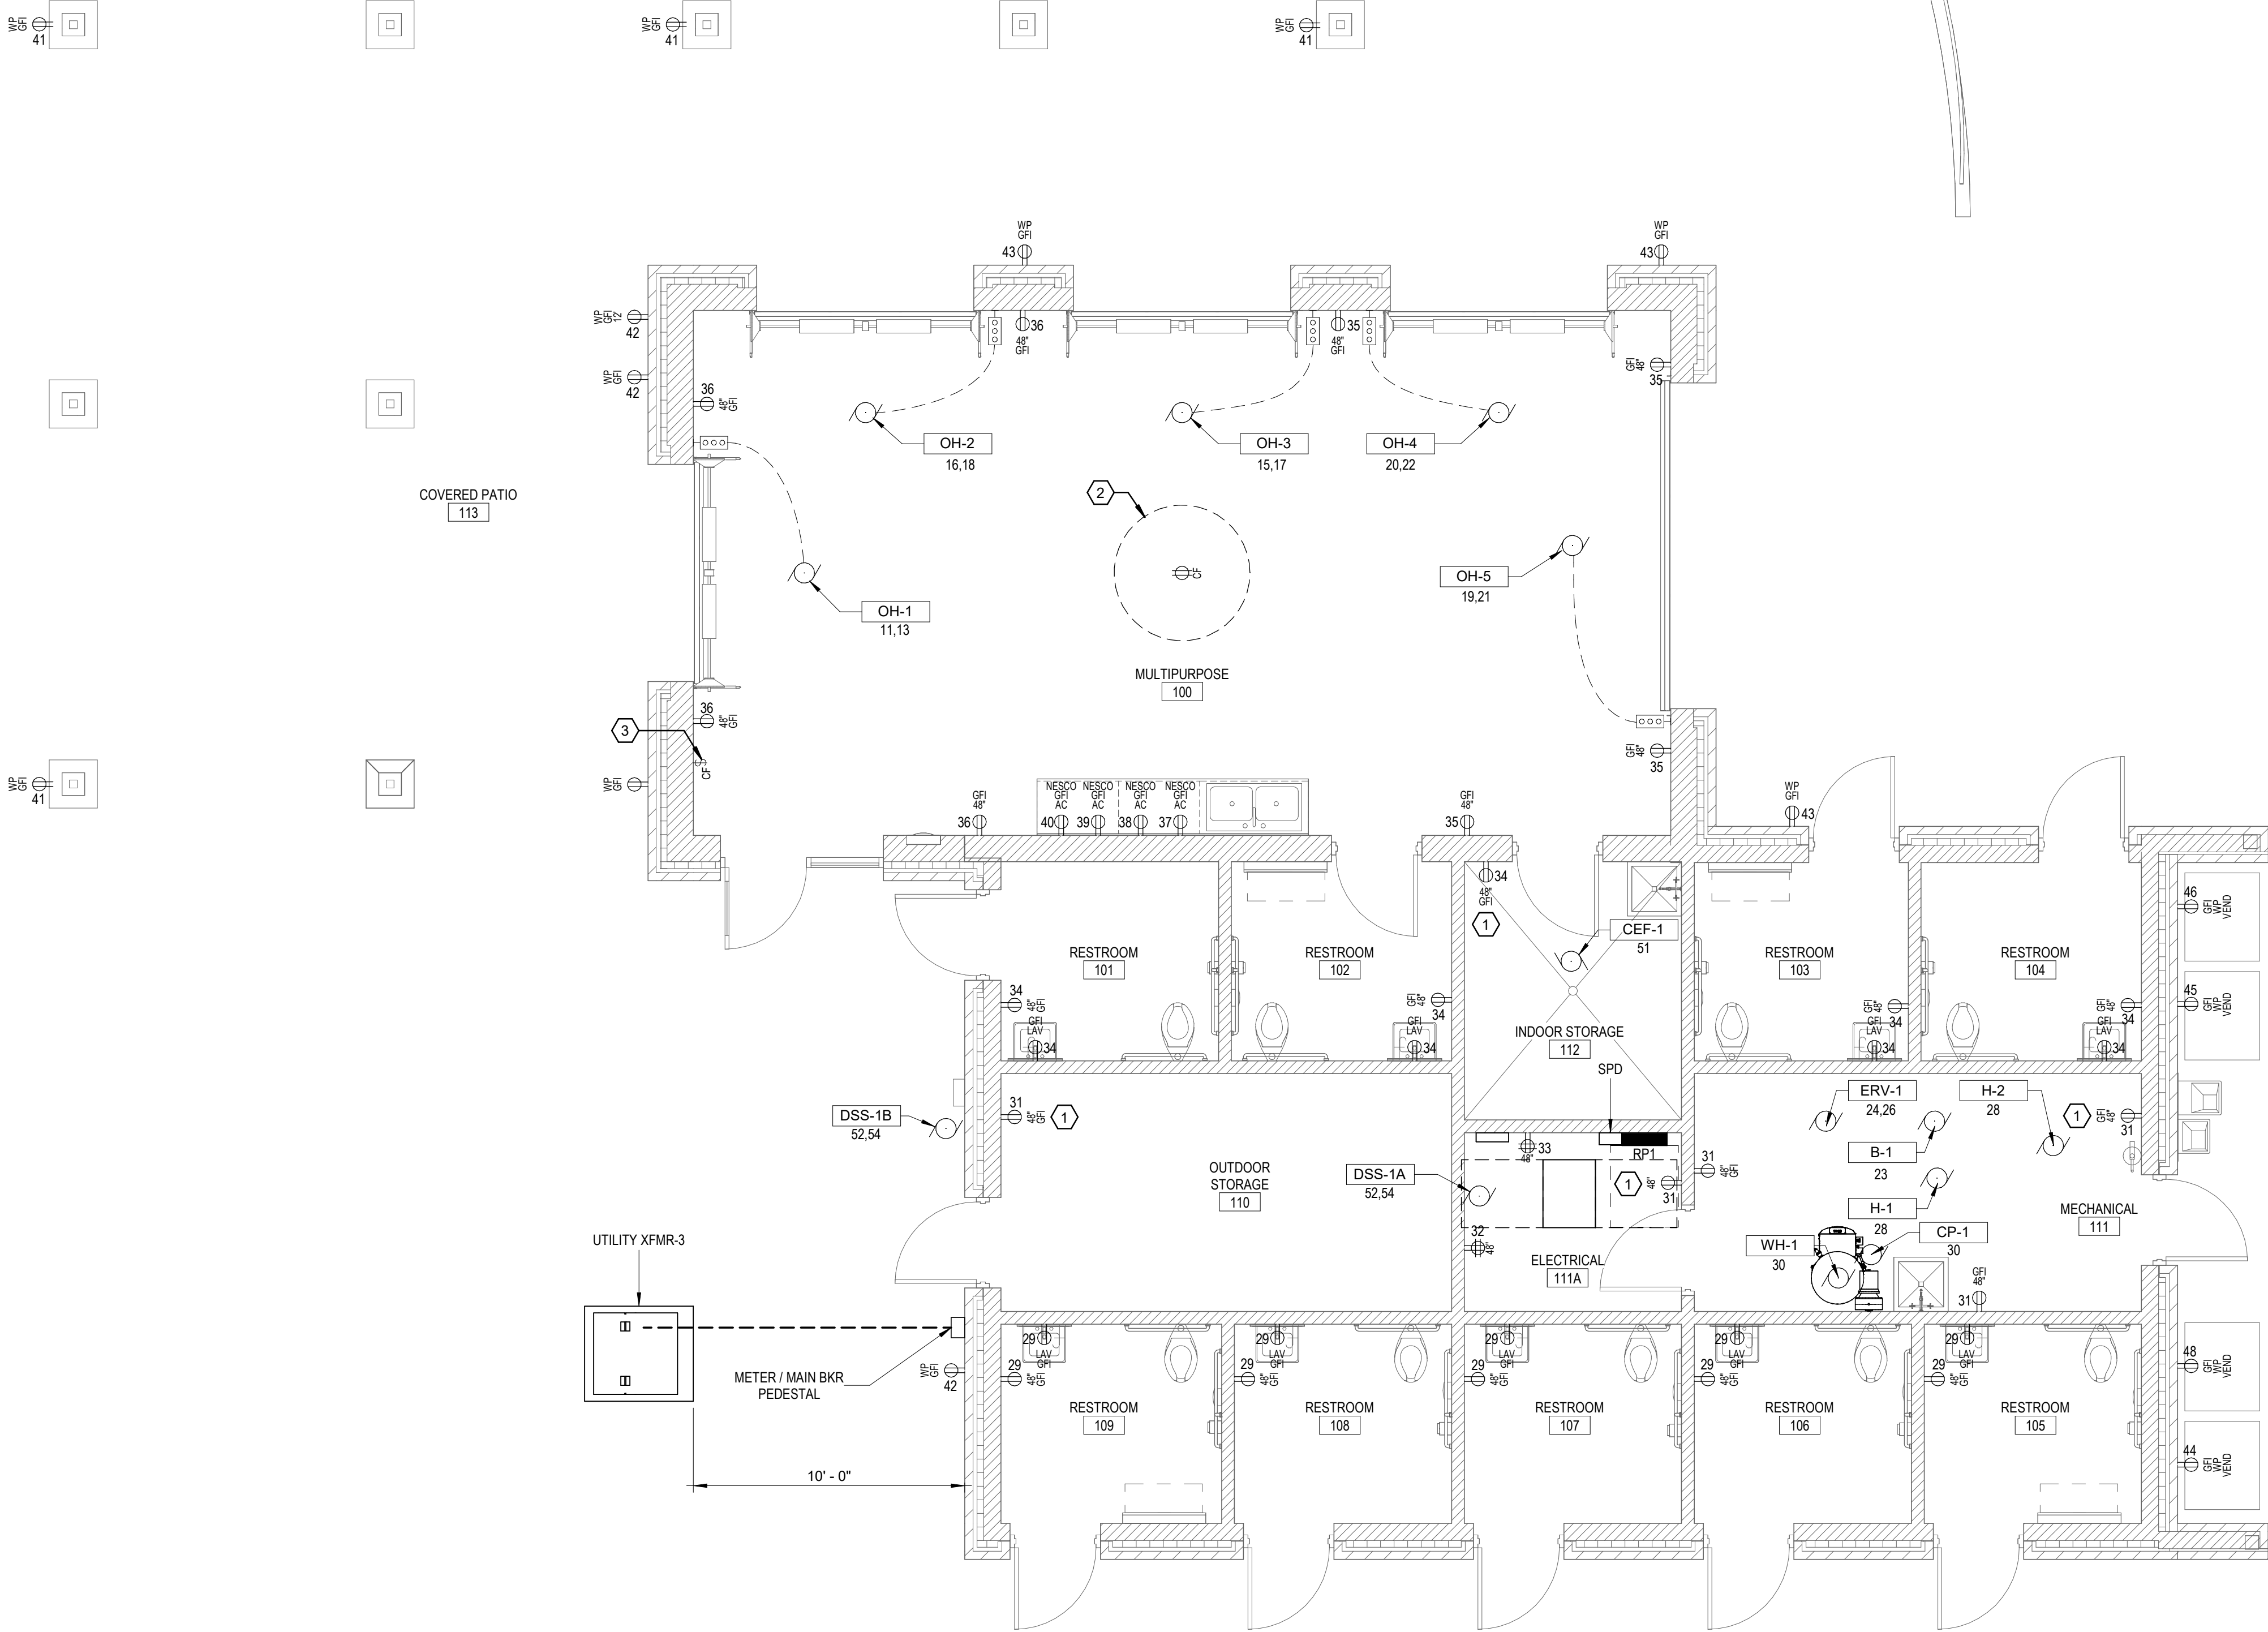 WP
GFI
41
WP
GFI
41
WP
GFI
41
WP
GFI
43
WP
GFI
43
WP
GFI
12'
42
WP
GFI
42
36
48"
GFI
35
48"
GFI
GFI
48"
35
36
48"
GFI
OH-2
16,18
OH-3
15,17
OH-4
20,22
COVERED PATIO
113
2
CF
OH-5
19,21
OH-1
11,13
MULTIPURPOSE
100
36
48"
GFI
3
CF
GFI
48"
35
WP
GFI
41
WP
GFI
GFI
48"
36
NESCO
GFI
AC
40
NESCO
GFI
AC
39
NESCO
GFI
AC
38
NESCO
GFI
AC
37
GFI
48"
35
WP
GFI
43
34
48"
GFI
1
46
GFI
WP
VEND
CEF-1
51
RESTROOM
101
RESTROOM
102
RESTROOM
103
RESTROOM
104
34
48"
GFI
GFI
LAV
34
GFI
48"
34
GFI
LAV
34
INDOOR STORAGE
112
GFI
48"
34
GFI
LAV
34
GFI
48"
34
GFI
LAV
34
45
GFI
WP
VEND
SPD
DSS-1B
52,54
31
48"
GFI
1
ERV-1
24,26
H-2
28
1
GFI
48"
31
33
48"
RP1
B-1
23
OUTDOOR
STORAGE
110
DSS-1A
52,54
1
48"
31
31
48"
GFI
H-1
28
MECHANICAL
111
UTILITY XFMR-3
32
48"
ELECTRICAL
111A
WH-1
30
CP-1
30
GFI
48"
31
METER / MAIN BKR
PEDESTAL
WP
GFI
42
29
LAV
GFI
29
48"
GFI
29
LAV
GFI
29
48"
GFI
29
LAV
GFI
29
48"
GFI
29
LAV
GFI
29
48"
GFI
29
LAV
GFI
29
48"
GFI
48
GFI
WP
VEND
RESTROOM
109
RESTROOM
108
RESTROOM
107
RESTROOM
106
RESTROOM
105
44
GFI
WP
VEND
10' - 0"